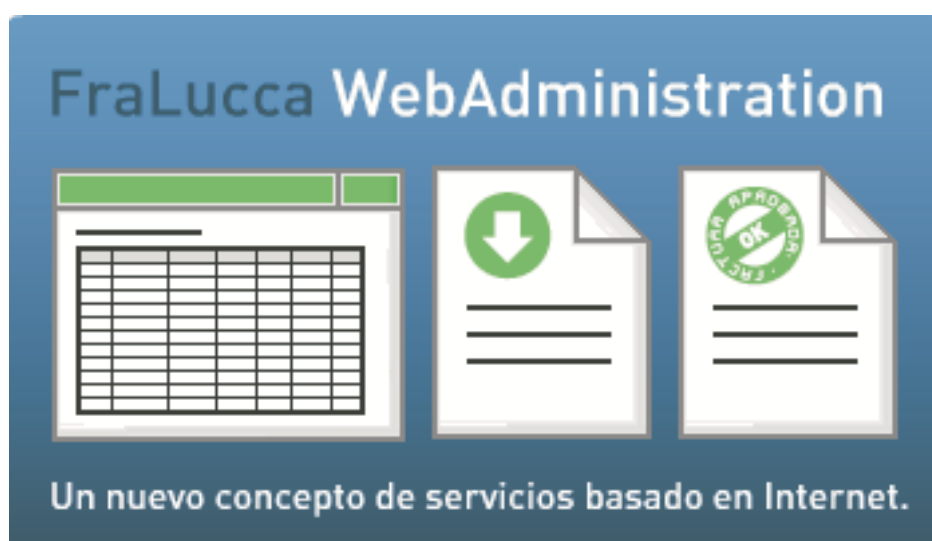 FraLucca WebAdministration
FACTURA APROBADA
OK
Un nuevo concepto de servicios basado en Internet.